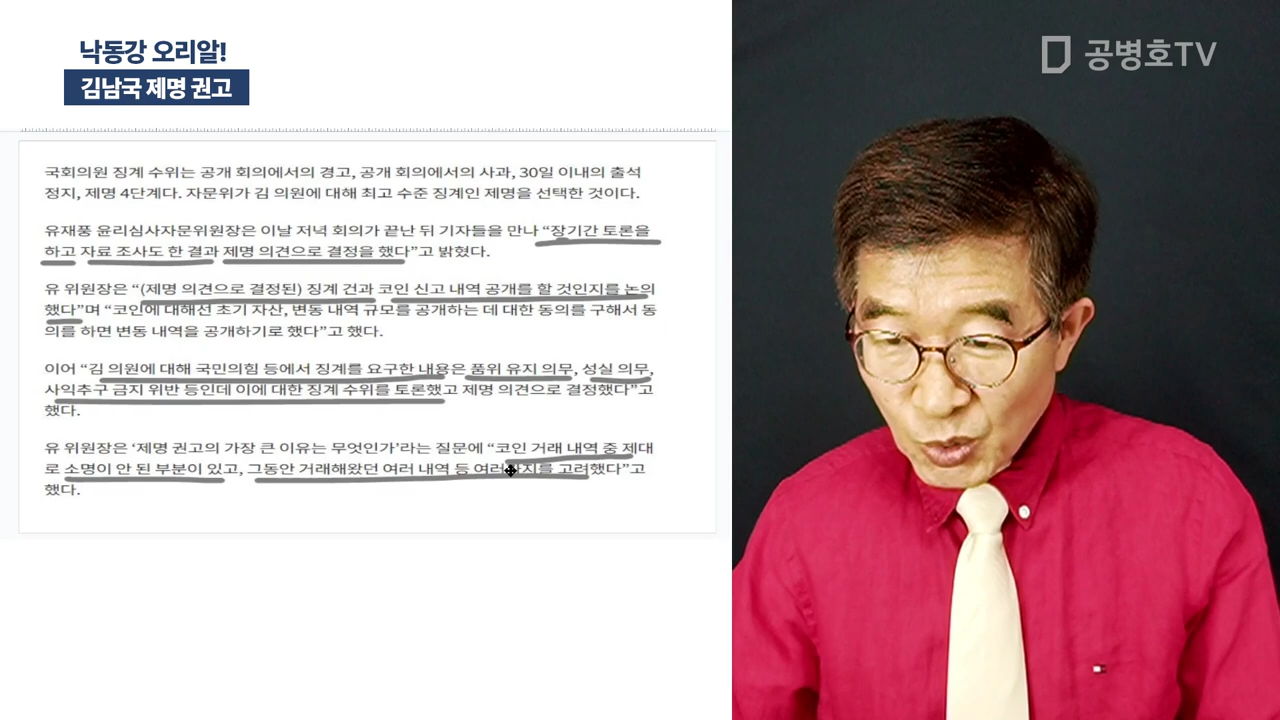 낙동강 오리알!
김남국 제명 권고
공병호TV
국회의원 징계 수위는 공개 회의에서의 경고, 공개 회의에서의 사과, 30일 이내의 출석
정지, 제명 4단계다. 자문위가 김 의원에 대해 최고 수준 징계인 제명을 선택한 것이다.
유재풍 윤리심사자문위원장은 이날 저녁 회의가 끝난 뒤 기자들을 만나 “장기간 토론을
하고 자료 조사도 한 결과 제명 의견으로 결정을 했다”고 밝혔다.
유 위원장은 “(제명 의견으로 결정된) 징계 건과 코인 신고 내역 공개를 할 것인지를 논의
했다”며 “코인에 대해선 초기 자산, 변동 내역 규모를 공개하는 데 대한 동의를 구해서 동
의를 하면 변동 내역을 공개하기로 했다”고 했다.
이어 “김 의원에 대해 국민의힘 등에서 징계를 요구한 내용은 품위 유지 의무, 성실 의무,
사익추구 금지 위반 등인데 이에 대한 징계 수위를 토론했고 제명 의견으로 결정했다”고
했다.
유 위원장은 ‘제명 권고의 가장 큰 이유는 무엇인가’라는 질문에 “코인 거래 내역 중 제대
로 소명이 안 된 부분이 있고, 그동안 거래해왔던 여러 내역 등 여러 고려했다”고
했다.